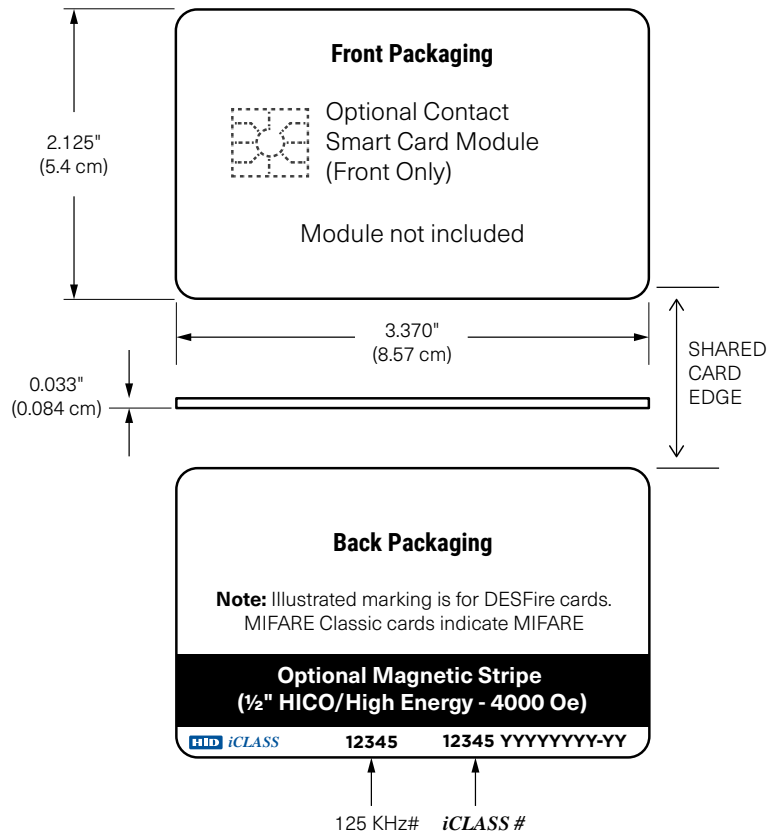 Front Packaging
2.125"
(5.4 cm)
Optional Contact
Smart Card Module
(Front Only)
Module not included
3.370"
(8.57 cm)
SHARED
CARD
EDGE
0.033"
(0.084 cm)
Back Packaging
Note: Illustrated marking is for DESFire cards.
MIFARE Classic cards indicate MIFARE
Optional Magnetic Stripe
(½" HICO/High Energy - 4000 Oe)
HID iCLASS 12345 12345 YYYYYYYY-YY
125 KHz# iCLASS #